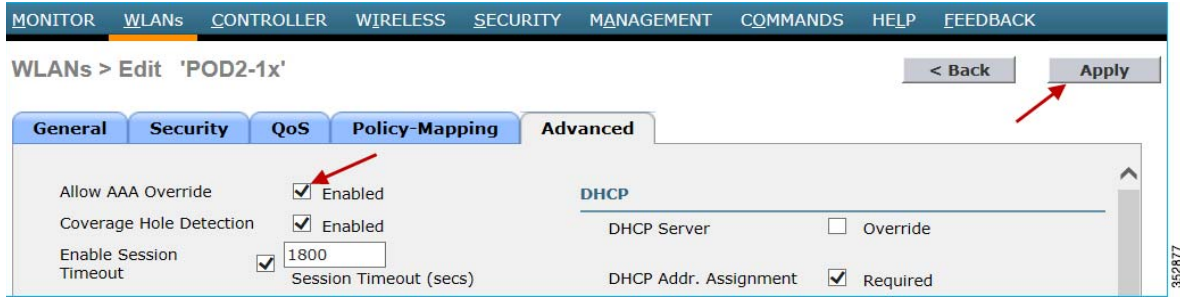 MONITOR WLANs CONTROLLER WIRELESS SECURITY MANAGEMENT COMMANDS HELP FEEDBACK
WLANs > Edit 'POD2-1x'
< Back
Apply
General Security QoS Policy-Mapping Advanced
Allow AAA Override Enabled
Coverage Hole Detection Enabled
Enable Session Timeout 1800
Session Timeout (secs)
DHCP
DHCP Server Override
DHCP Addr. Assignment Required
352877